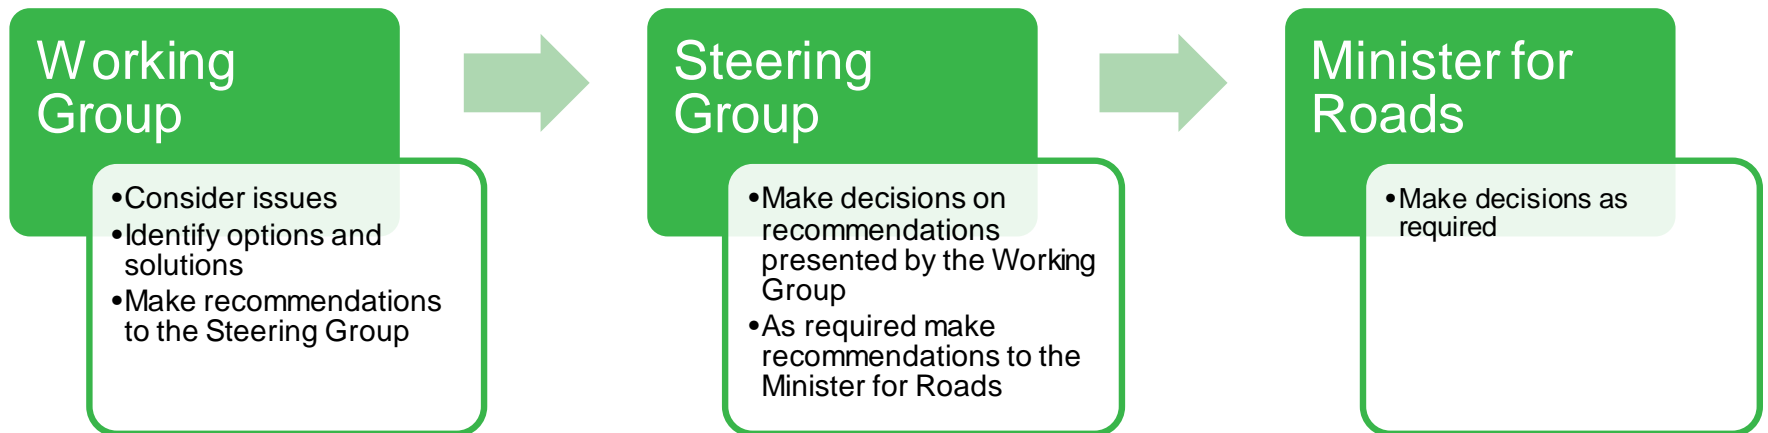 Working
Group
•Consider issues
•Identify options and
solutions
•Make recommendations
to the Steering Group
Steering
Group
•Make decisions on
recommendations
presented by the Working
Group
•As required make
recommendations to the
Minister for Roads
Minister for
Roads
•Make decisions as
required